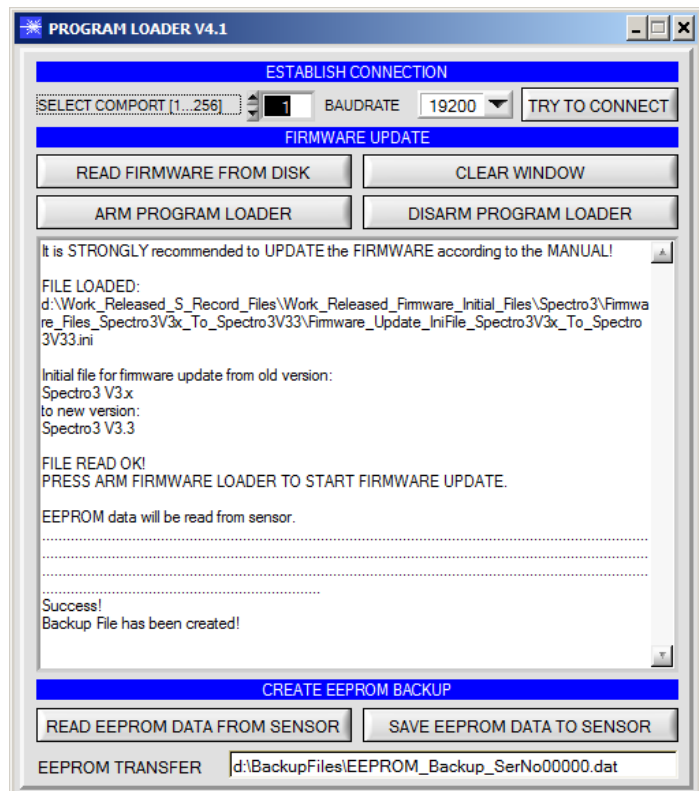 PROGRAM LOADER V4.1
ESTABLISH CONNECTION
SELECT COMPORT [1...256] 1 BAUDRATE 19200 TRY TO CONNECT
FIRMWARE UPDATE
READ FIRMWARE FROM DISK CLEAR WINDOW
ARM PROGRAM LOADER DISARM PROGRAM LOADER
It is STRONGLY recommended to UPDATE the FIRMWARE according to the MANUAL!
FILE LOADED:
d:\Work_Released_S_Record_Files\Work_Released_Firmware_Initial_Files\Spectro3\Firmwa
re_Files_Spectro3V3x_To_Spectro3V33\Firmware_Update_IniFile_Spectro3V3x_To_Spectro
3V33.ini
Initial file for firmware update from old version:
Spectro3 V3.x
to new version:
Spectro3 V3.3
FILE READ OK!
PRESS ARM FIRMWARE LOADER TO START FIRMWARE UPDATE.
EEPROM data will be read from sensor.
Success!
Backup File has been created!
CREATE EEPROM BACKUP
READ EEPROM DATA FROM SENSOR SAVE EEPROM DATA TO SENSOR
EEPROM TRANSFER d:\BackupFiles\EEPROM_Backup_SerNo00000.dat